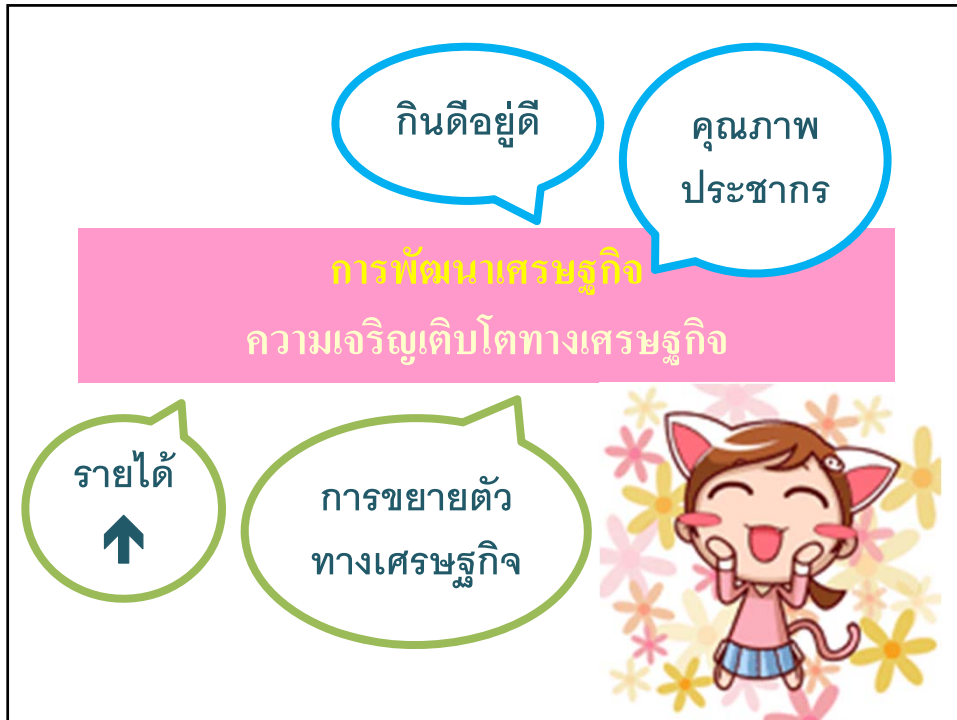 กินดีอยู่ดี
คุณภาพ
ประชากร
การพัฒนาเศรษฐกิจ
ความเจริญเติบโตทางเศรษฐกิจ
รายได้
↑
การขยายตัว
ทางเศรษฐกิจ